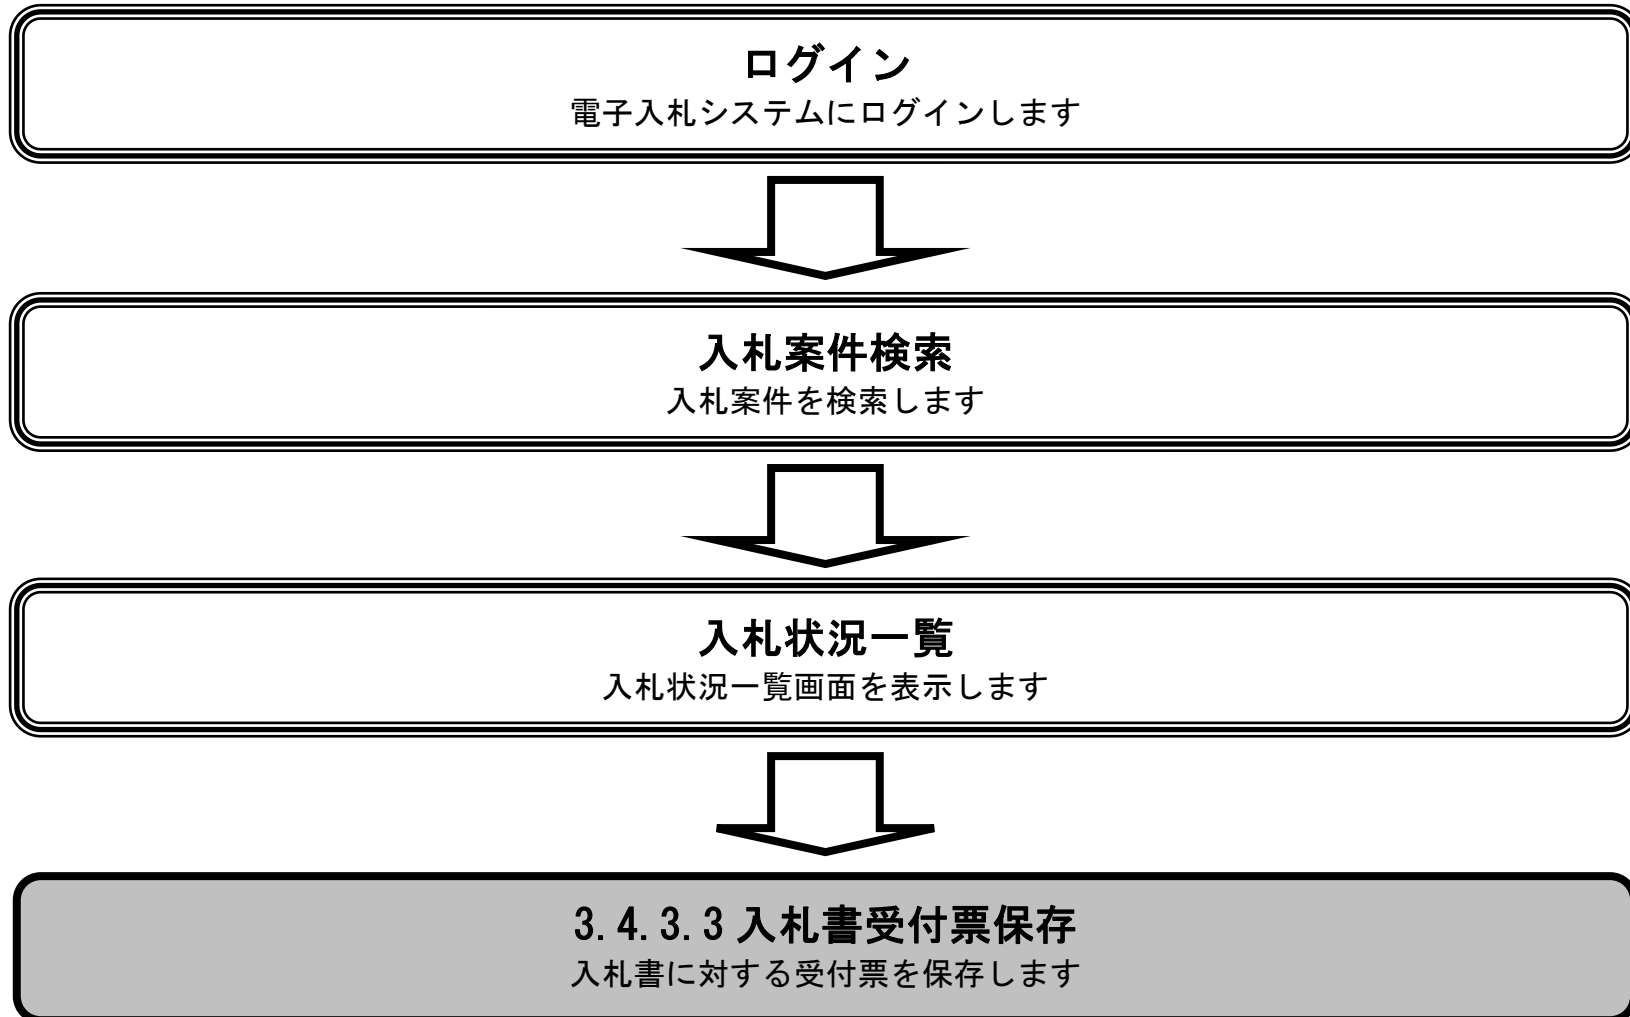 ログイン
電子入札システムにログインします
入札案件検索
入札案件を検索します
入札状況一覧
入札状況一覧画面を表示します
3.4.3.3入札書受付票保存
入札書に対する受付票を保存します